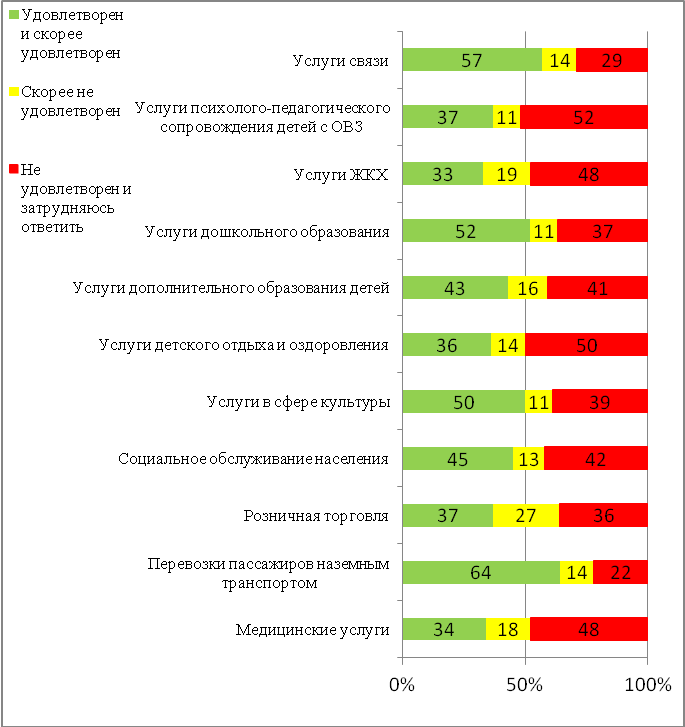 Удовлетворен
и скорее
удовлетворен
Скорее не
удовлетворен
Не
удовлетворен и
затрудняюсь
ответить
Услуги связи
57 14 29
Услуги психолого-педагогического
сопровождения детей с ОВЗ
37 11 52
Услуги ЖКХ
33 19 48
Услуги дошкольного образования
52 11 37
Услуги дополнительного образования детей
43 16 41
Услуги детского отдыха и оздоровления
36 14 50
Услуги в сфере культуры
50 11 39
Социальное обслуживание населения
45 13 42
Розничная торговля
37 27 36
Перевозки пассажиров наземным
транспортом
64 14 22
Медицинские услуги
34 18 48
0% 50% 100%